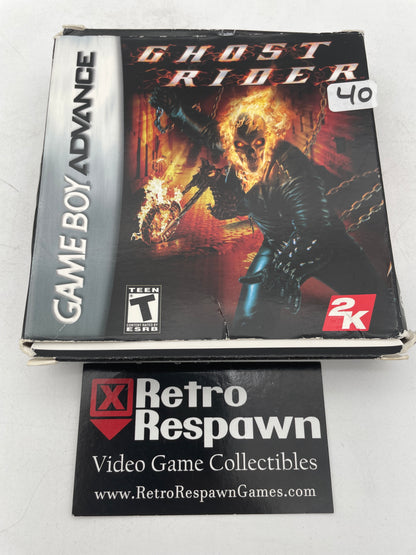 GHOST
RIDER
40
GAME BOY ADVANCE
TEEN
T
CONTENT RATED BY
ESRB
2K
X Retro
Respawn
Video Game Collectibles
www.RetroRespawnGames.com